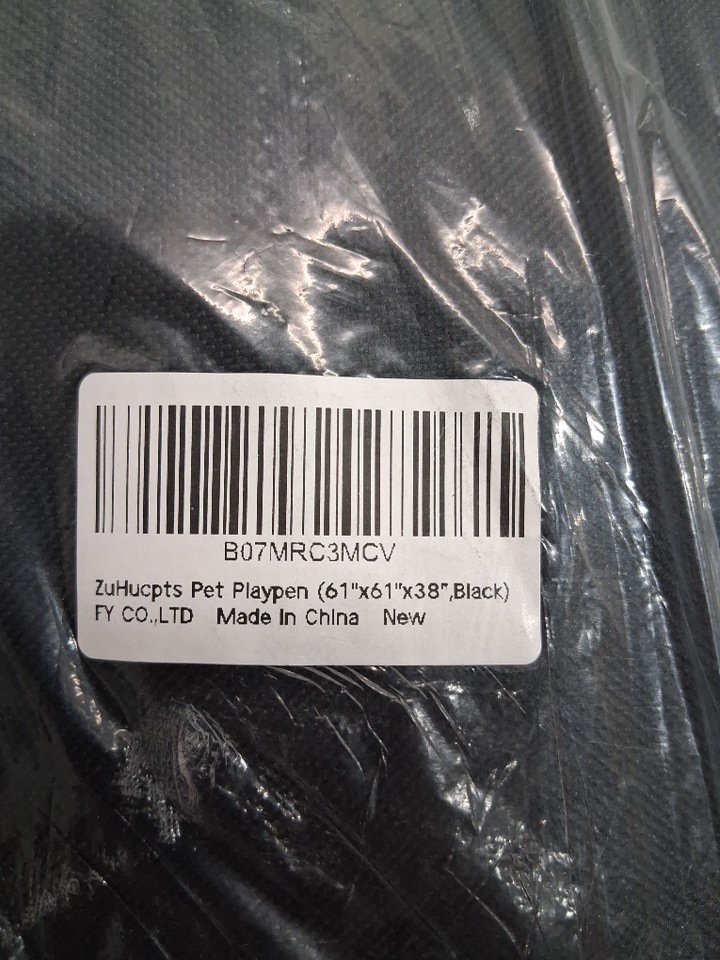 B07MRC3MCV
ZuHucpts Pet Playpen (61"x61"x38",Black)
FY CO.,LTD Made In China New